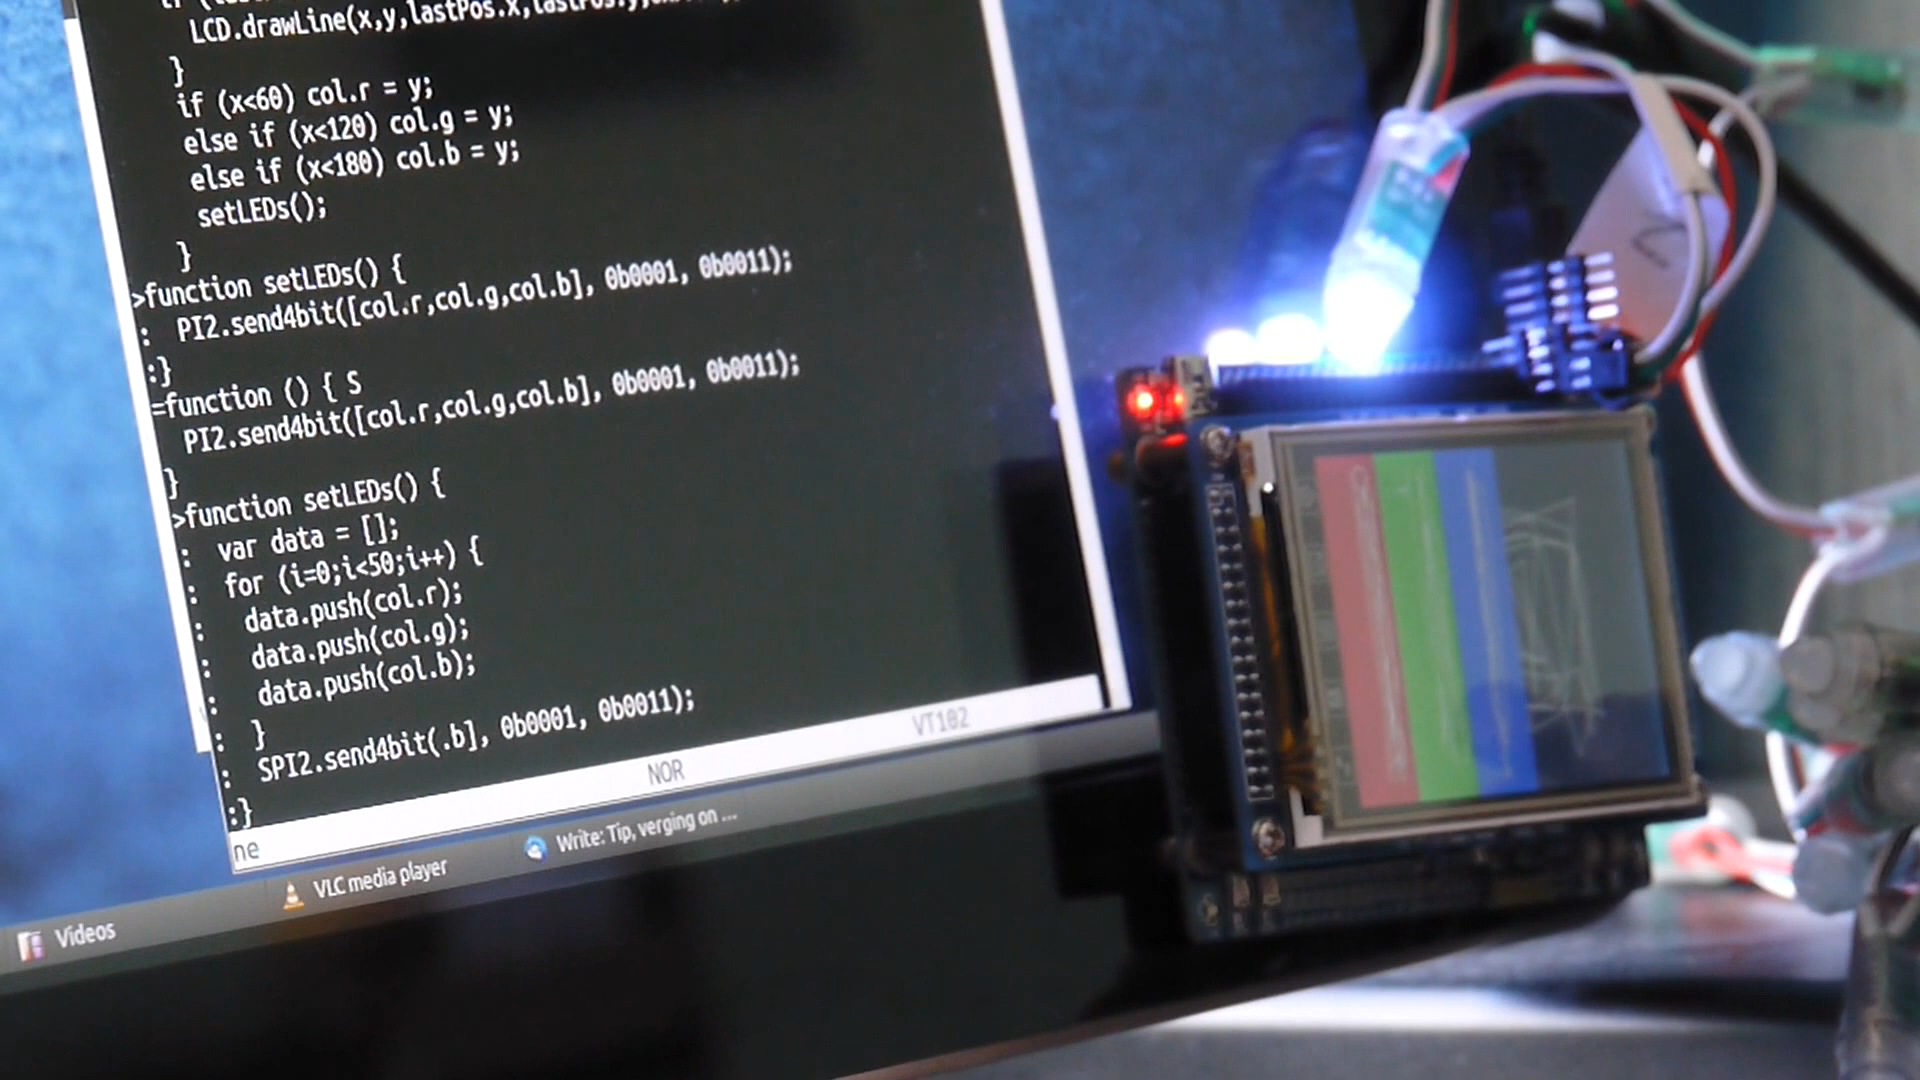 LCD.drawLine(x,y,lastPos.x,lastPos.y,
}
if (x<60) col.r = y;
else if (x<120) col.g = y;
else if (x<180) col.b = y;
setLEDs();
}
>function setLEDs() {
: PI2.send4bit([col.r,col.g,col.b], 0b0001, 0b0011);
:}
=function () { S
PI2.send4bit([col.r,col.g,col.b], 0b0001, 0b0011);
}
>function setLEDs() {
: var data = [];
: for (i=0;i<50;i++) {
: data.push(col.r);
: data.push(col.g);
: data.push(col.b);
: }
: SPI2.send4bit(.b], 0b0001, 0b0011);
:}
ne NOR VT102
Videos VLC media player Write: Tip, verging on ...